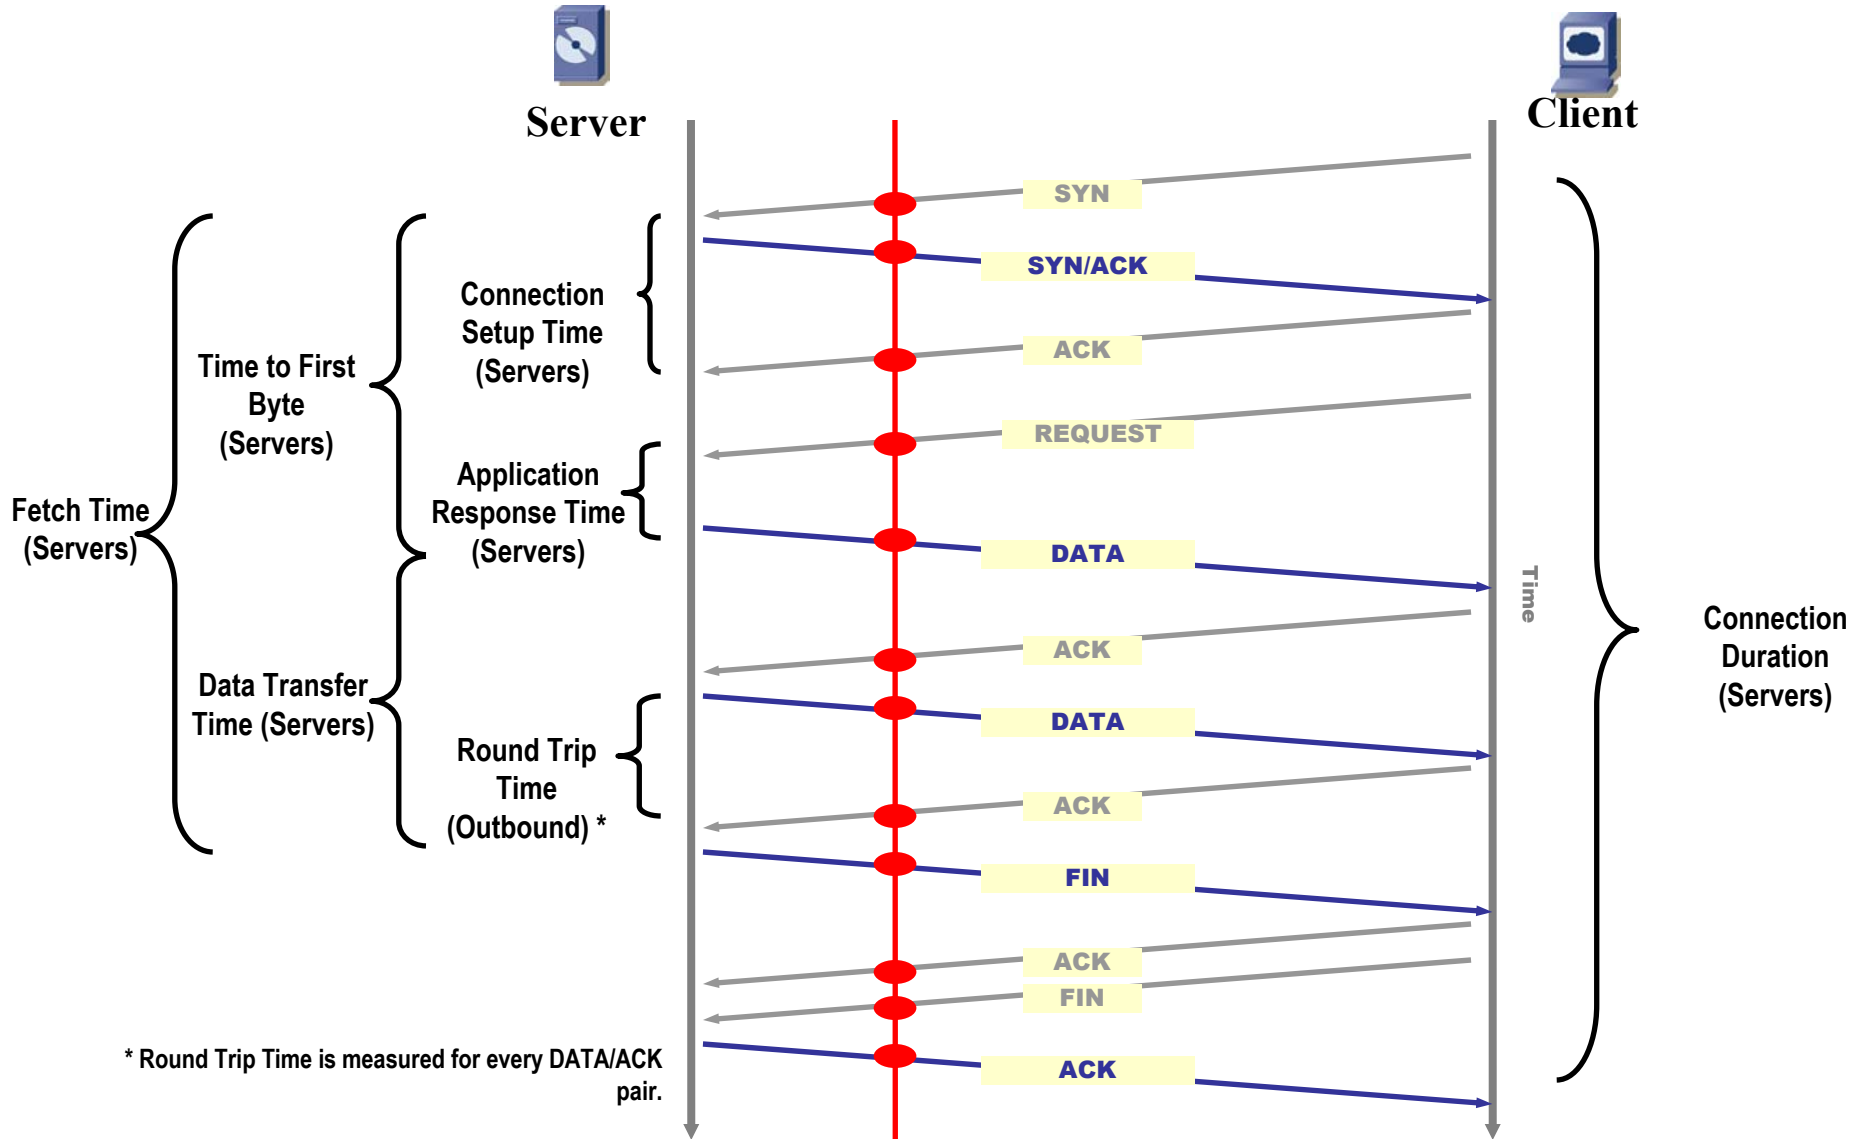 Server
Client
SYN
SYN/ACK
ACK
REQUEST
DATA
ACK
DATA
ACK
FIN
ACK
FIN
ACK
Time
Connection
Setup Time
(Servers)
Time to First
Byte
(Servers)
Application
Response Time
(Servers)
Fetch Time
(Servers)
Data Transfer
Time (Servers)
Round Trip
Time
(Outbound) *
Connection
Duration
(Servers)
* Round Trip Time is measured for every DATA/ACK
pair.